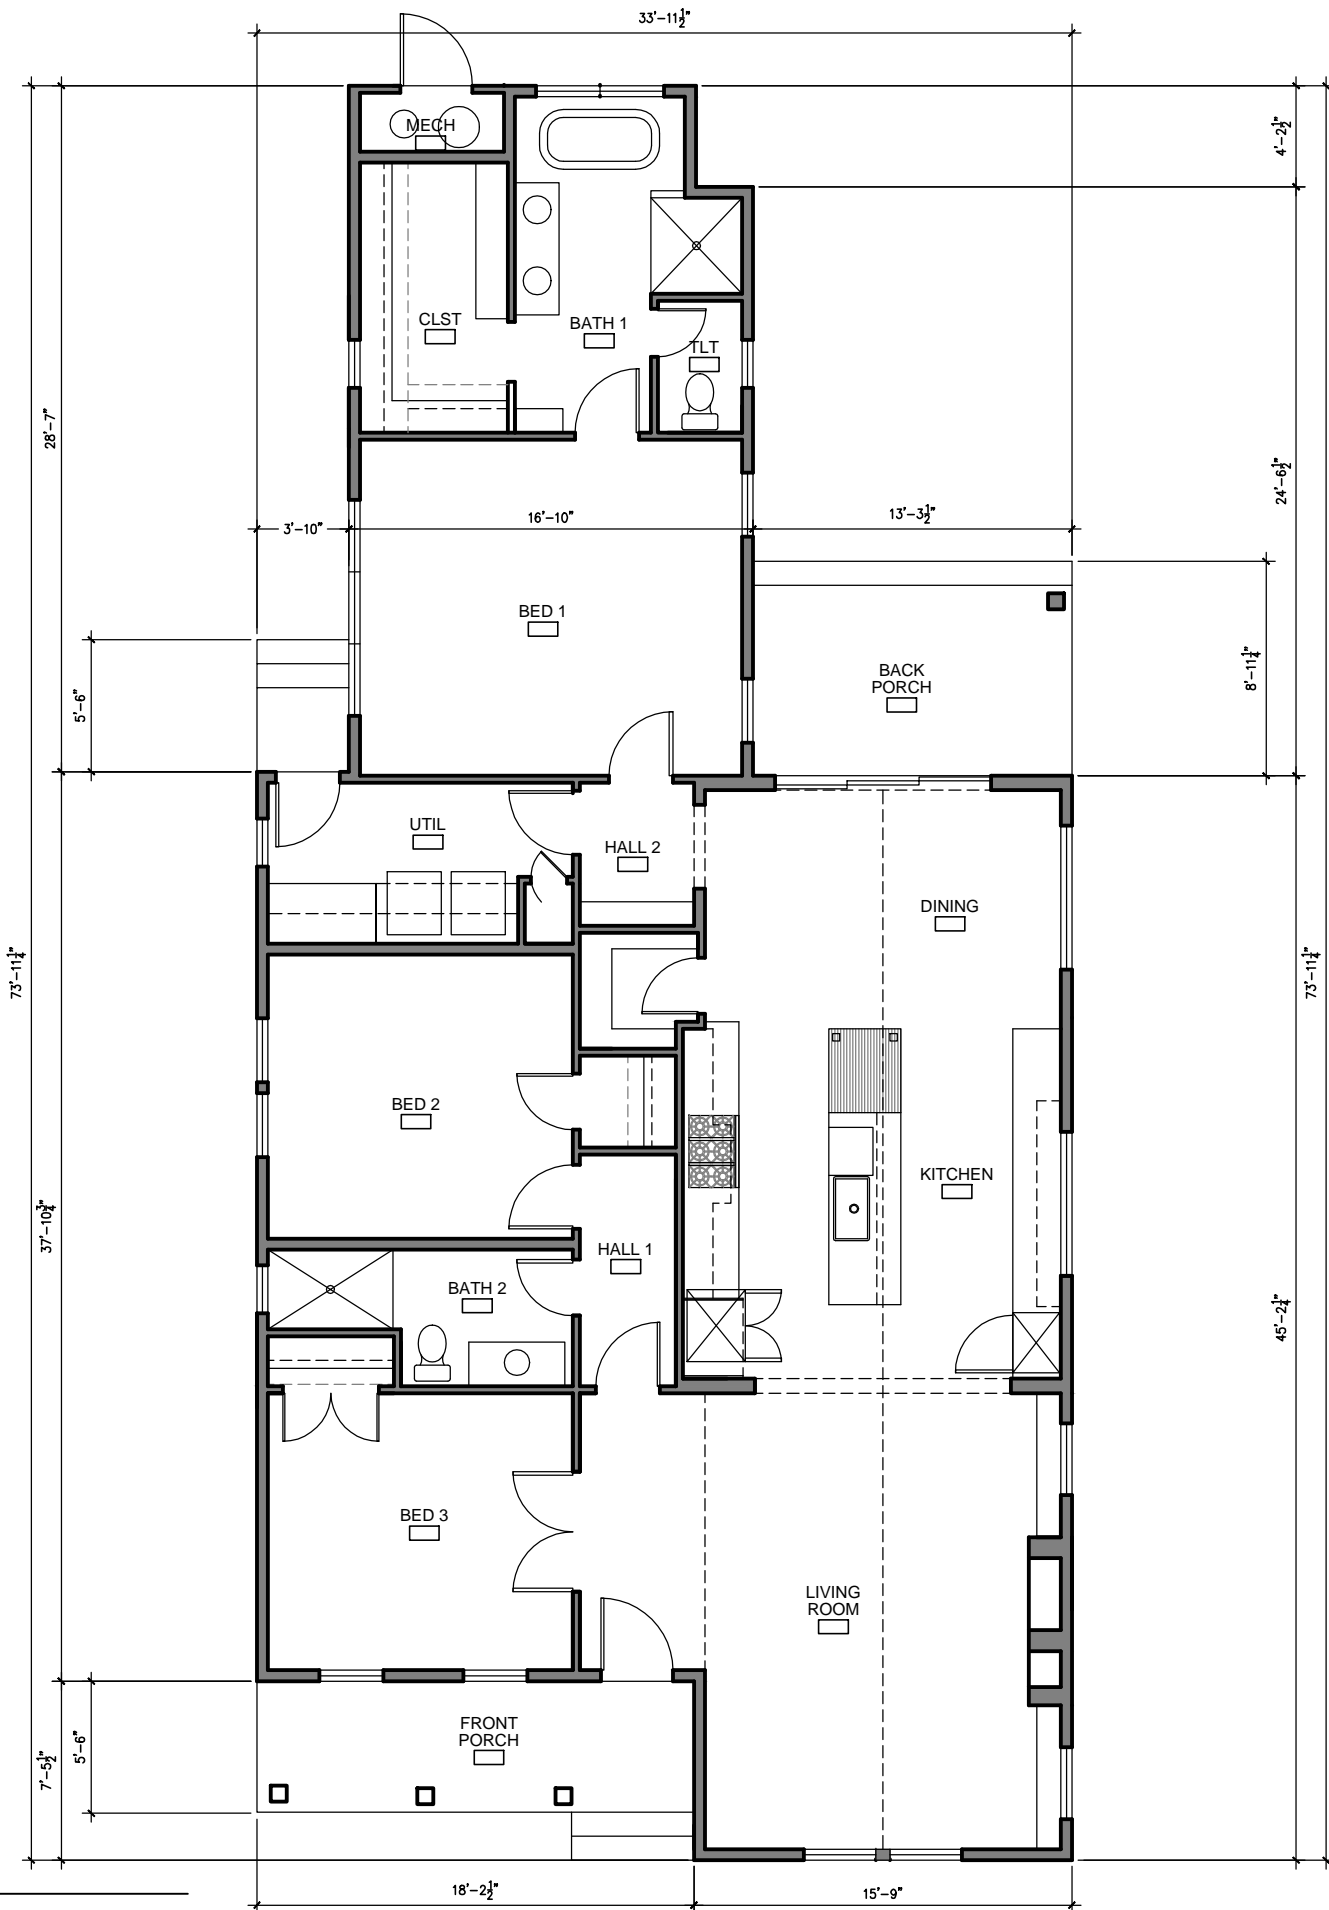 33'-11½"
MECH
4'-2½"
CLST
BATH 1
TLT
28'-7"
24'-6½"
3'-10"
16'-10"
13'-3½"
BED 1
BACK
PORCH
8'-11¼"
5'-6"
UTIL
HALL 2
DINING
73'-11¼"
73'-11¼"
BED 2
KITCHEN
37'-10¾"
HALL 1
BATH 2
45'-2¼"
BED 3
LIVING
ROOM
FRONT
PORCH
5'-6"
7'-5½"
18'-2½"
15'-9"